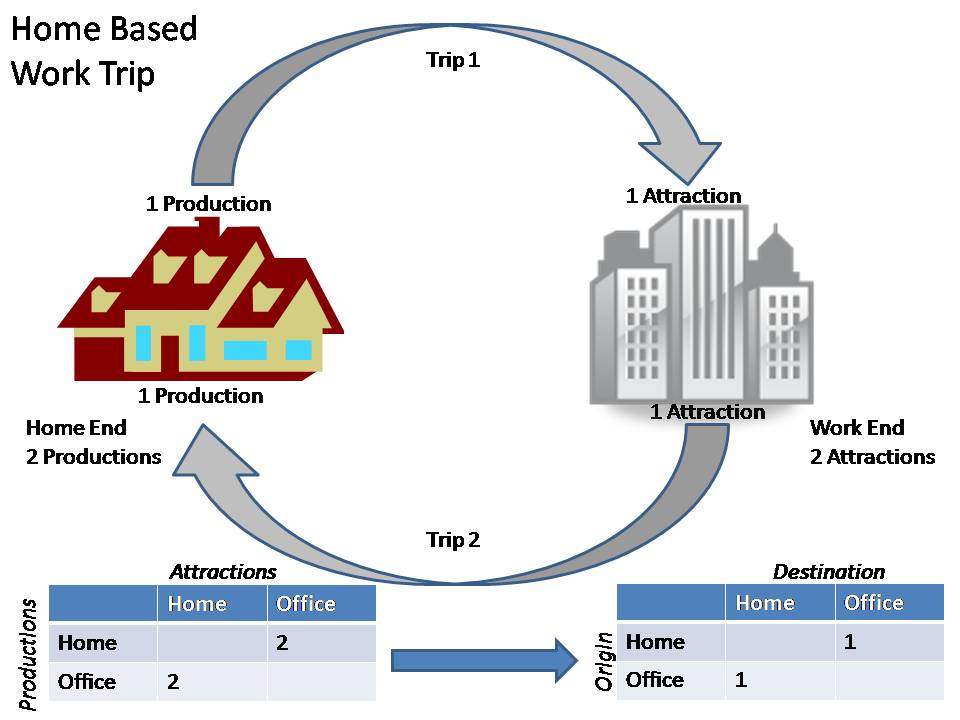 Home Based
Work Trip
Trip 1
1 Production
1 Attraction
1 Production
1 Attraction
Home End
2 Productions
Work End
2 Attractions
Trip 2
Attractions
Productions
Home Office
Home 2
Office 2
Destination
Origin
Home Office
Home 1
Office 1